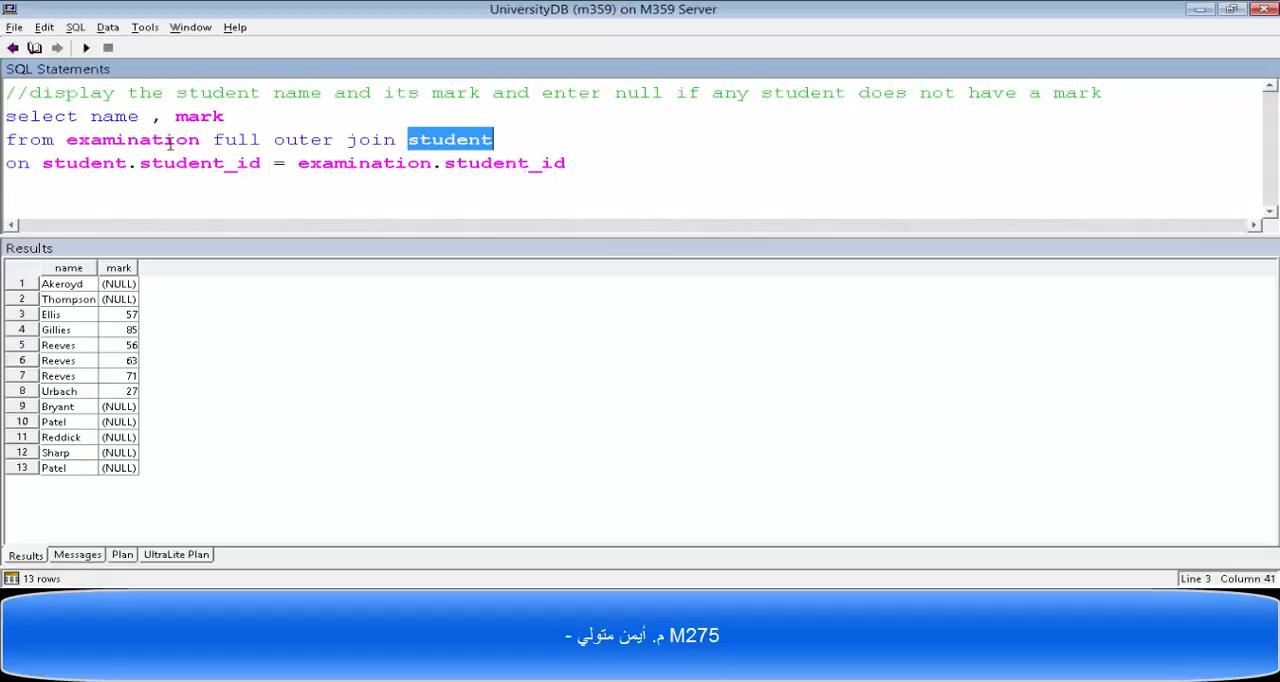 UniversityDB (m359) on M359 Server
File Edit SQL Data Tools Window Help
SQL Statements
//display the student name and its mark and enter null if any student does not have a mark
select name , mark
from examination full outer join student
on student.student_id = examination.student_id
Results
name mark
1 Akeroyd (NULL)
2 Thompson (NULL)
3 Ellis 57
4 Gillies 85
5 Reeves 56
6 Reeves 63
7 Reeves 71
8 Urbach 27
9 Bryant (NULL)
10 Patel (NULL)
11 Reddick (NULL)
12 Sharp (NULL)
13 Patel (NULL)
Results Messages Plan UltraLite Plan
13 rows Line 3 Column 41
M275 م. أيمن متولي -